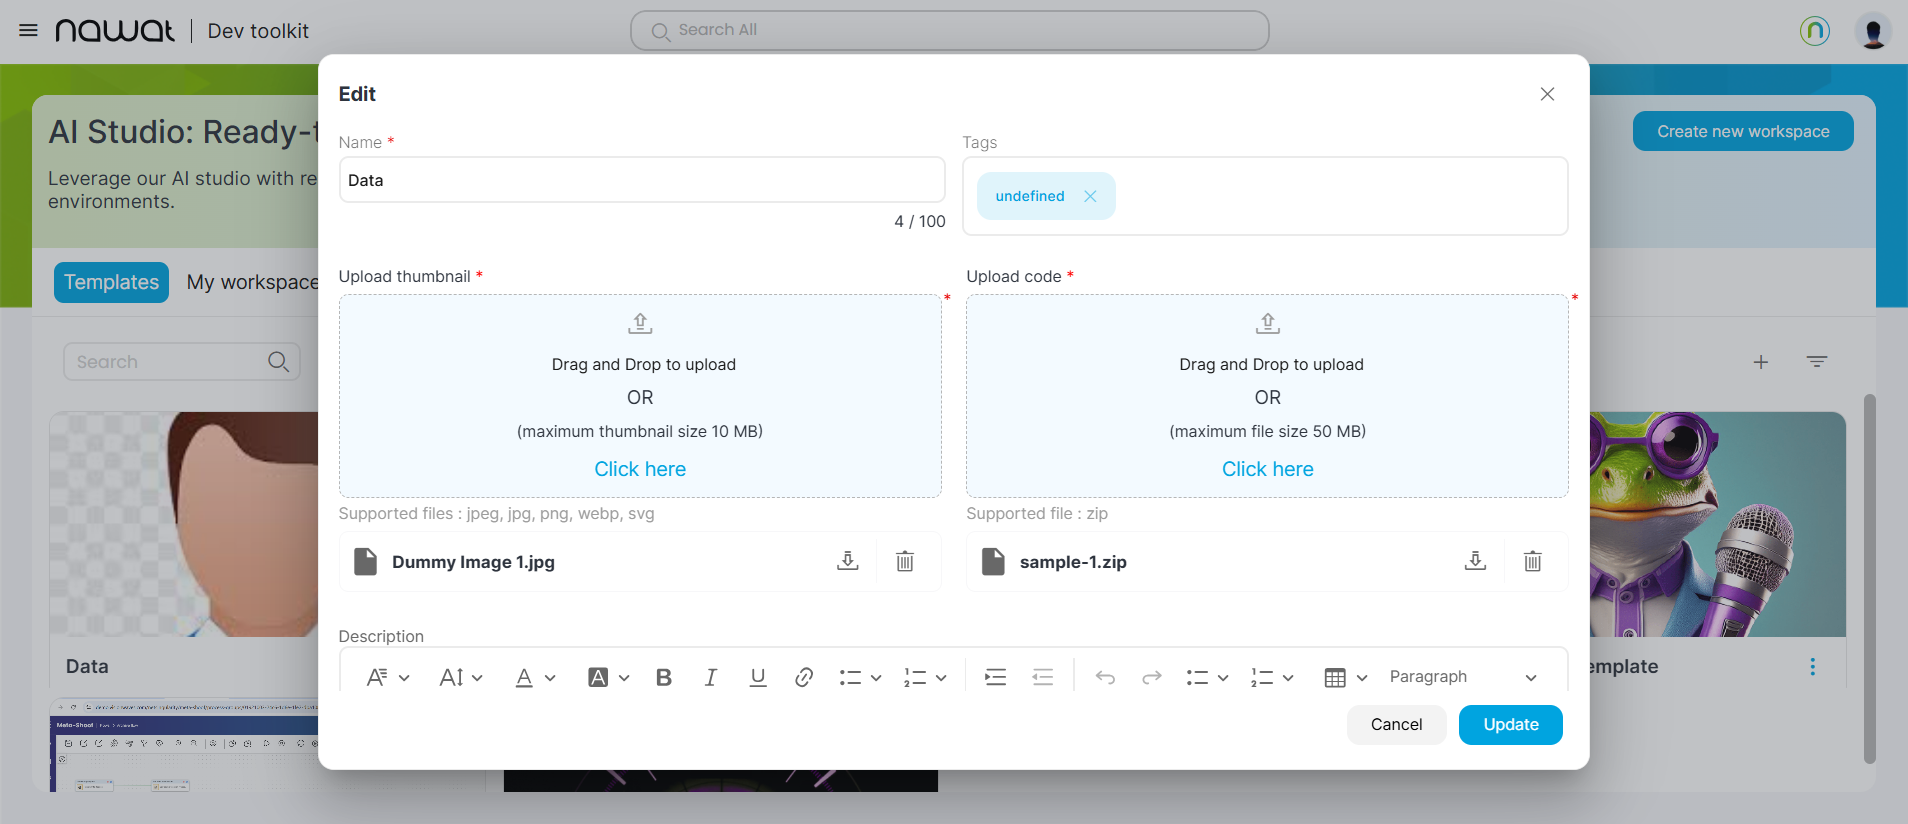 nawat | Dev toolkit
Search All
AI Studio: Ready-t
Leverage our AI studio with re
environments.
Create new workspace
Templates
My workspace
Search
Data
emplate
Meta-Shoot
Edit
Name *
Tags
Data
undefined
4 / 100
Upload thumbnail *
Upload code *
*
*
Drag and Drop to upload
OR
(maximum thumbnail size 10 MB)
Click here
Drag and Drop to upload
OR
(maximum file size 50 MB)
Click here
Supported files : jpeg, jpg, png, webp, svg
Supported file : zip
Dummy Image 1.jpg
sample-1.zip
Description
Paragraph
Cancel
Update